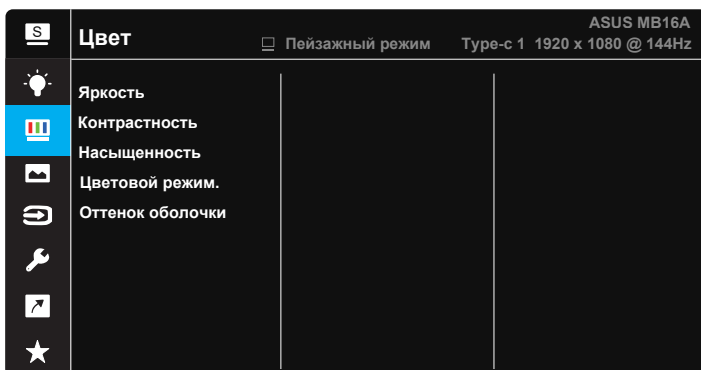 S
ASUS MB16A
Цвет
Пейзажный режим Type-c 1 1920 x 1080 @ 144Hz
Яркость
Контрастность
Насыщенность
Цветовой режим.
Оттенок оболочки